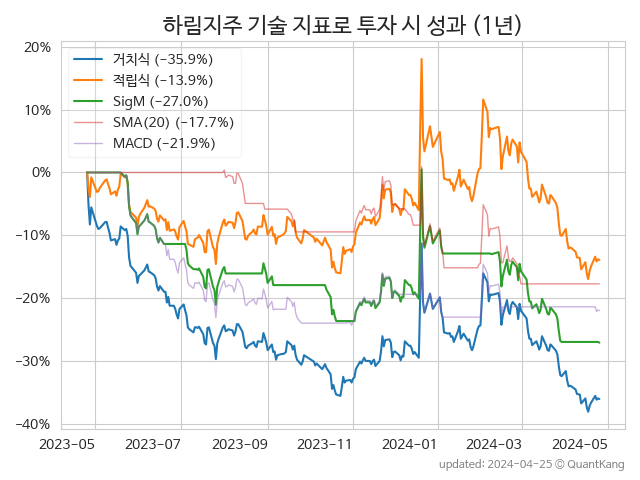 하림지주 기술 지표로 투자 시 성과 (1년)
거치식 (−35.9%)
적립식 (−13.9%)
SigM (−27.0%)
SMA(20) (−17.7%)
MACD (−21.9%)
20%
10%
0%
−10%
−20%
−30%
−40%
2023-05 2023-07 2023-09 2023-11 2024-01 2024-03 2024-05
updated: 2024-04-25 © QuantKang